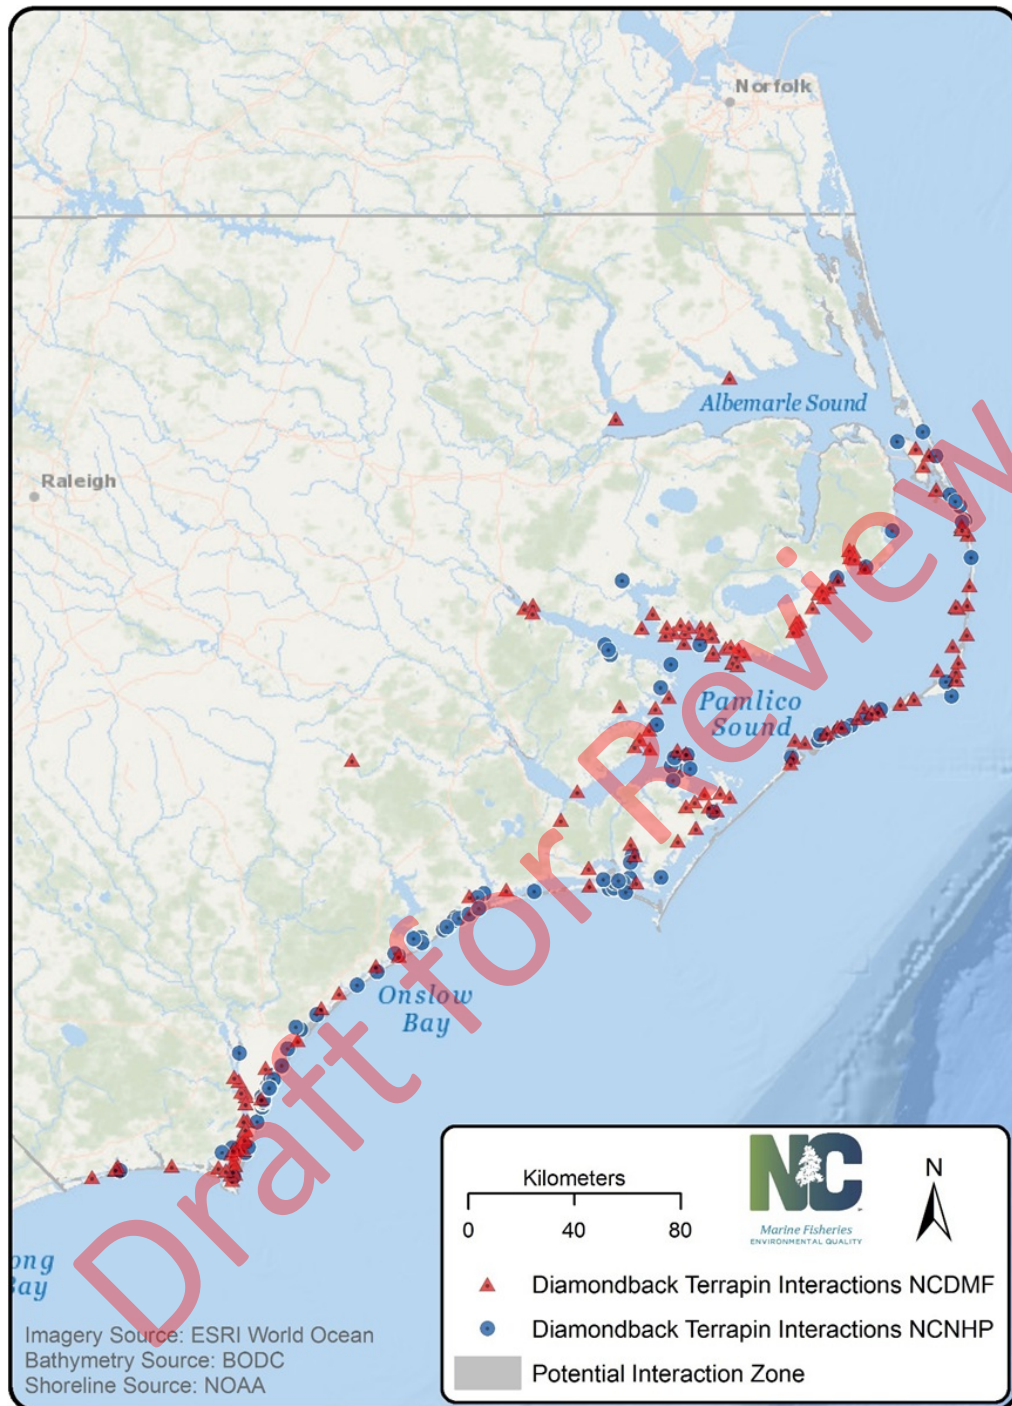 Norfolk
Albemarle Sound
Raleigh
Pamlico
Sound
Onslow
Bay
ong
Bay
Draft for Review
Kilometers
0 40 80
NC
Marine Fisheries
ENVIRONMENTAL QUALITY
N
Diamondback Terrapin Interactions NCDMF
Diamondback Terrapin Interactions NCNHP
Potential Interaction Zone
Imagery Source: ESRI World Ocean
Bathymetry Source: BODC
Shoreline Source: NOAA